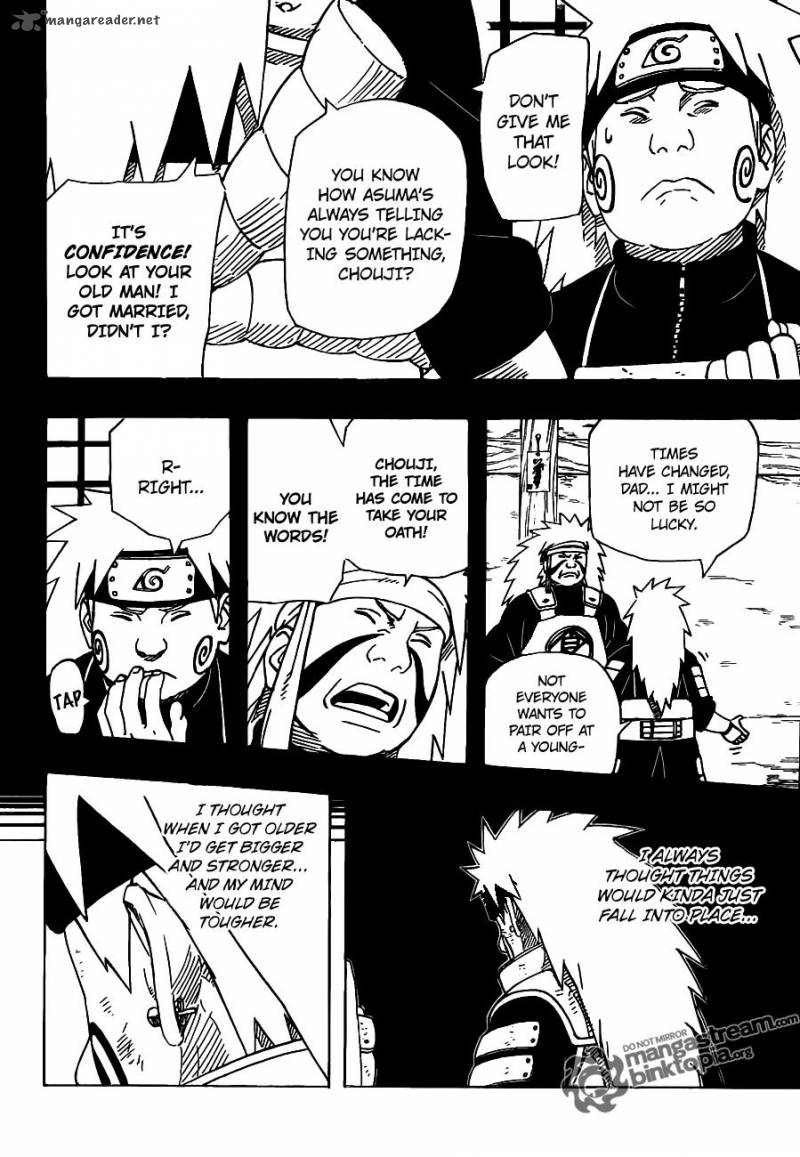 mangareader.net
DON'T
GIVE ME
THAT
LOOK!
YOU KNOW
HOW ASUMA'S
ALWAYS TELLING
YOU YOU'RE LACK-
ING SOMETHING,
CHOUJI?
IT'S
CONFIDENCE!
LOOK AT YOUR
OLD MAN! I
GOT MARRIED,
DIDN'T I?
TIMES
HAVE CHANGED,
DAD... I MIGHT
NOT BE SO
LUCKY.
NOT
EVERYONE
WANTS TO
PAIR OFF AT
A YOUNG-
CHOUJI,
THE TIME
HAS COME TO
TAKE YOUR
OATH!
YOU
KNOW THE
WORDS!
R-
RIGHT...
TAP
I ALWAYS
THOUGHT THINGS
WOULD KINDA JUST
FALL INTO PLACE...
I THOUGHT
WHEN I GOT OLDER
I'D GET BIGGER
AND STRONGER...
AND MY MIND
WOULD BE
TOUGHER.
DO NOT MIRROR
mangastream.com
binktopia.org